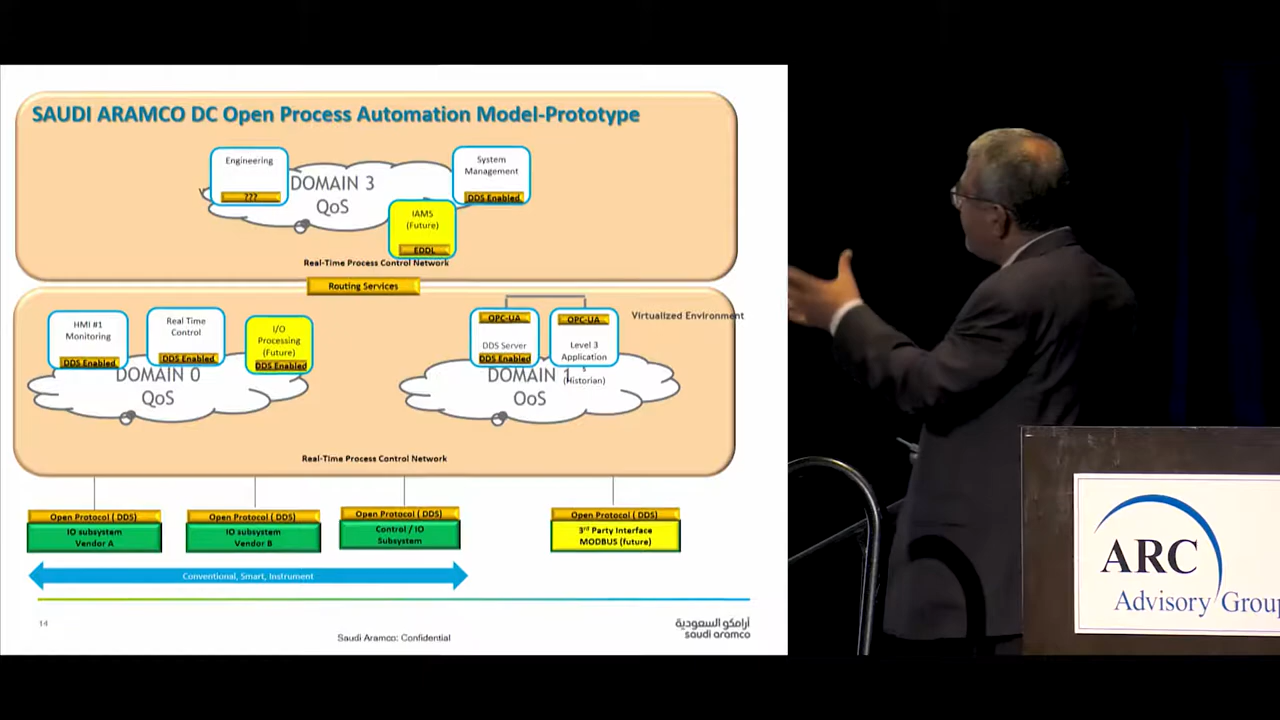 SAUDI ARAMCO DC Open Process Automation Model-Prototype
Engineering
???
DOMAIN 3
QoS
System
Management
DDS Enabled
IAMS
(Future)
EDDL
Real-Time Process Control Network
Routing Services
HMI #1
Monitoring
DDS Enabled
Real Time
Control
DDS Enabled
I/O
Processing
(Future)
DDS Enabled
DOMAIN 0
QoS
OPC-UA
DDS Server
DDS Enabled
OPC-UA
Level 3
Application
s
(Historian)
Virtualized Environment
DOMAIN 1
QoS
Real-Time Process Control Network
Open Protocol ( DDS)
IO subsystem
Vendor A
Open Protocol ( DDS)
IO subsystem
Vendor B
Open Protocol ( DDS)
Control / IO
Subsystem
Open Protocol ( DDS)
3rd Party Interface
MODBUS (future)
Conventional, Smart, Instrument
14
Saudi Aramco: Confidential
أرامكو السعودية
saudi aramco
ARC
Advisory Group